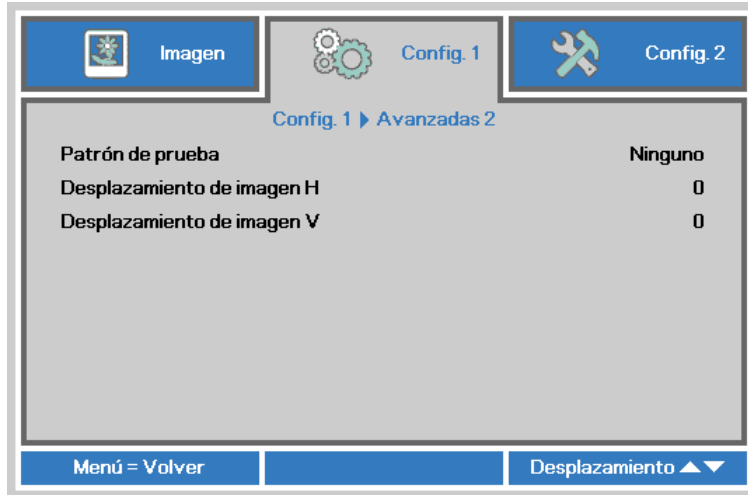 Imagen
Config. 1
Config. 2
Config. 1 ▶ Avanzadas 2
Patrón de prueba Ninguno
Desplazamiento de imagen H 0
Desplazamiento de imagen V 0
Menú = Volver
Desplazamiento ▲▼